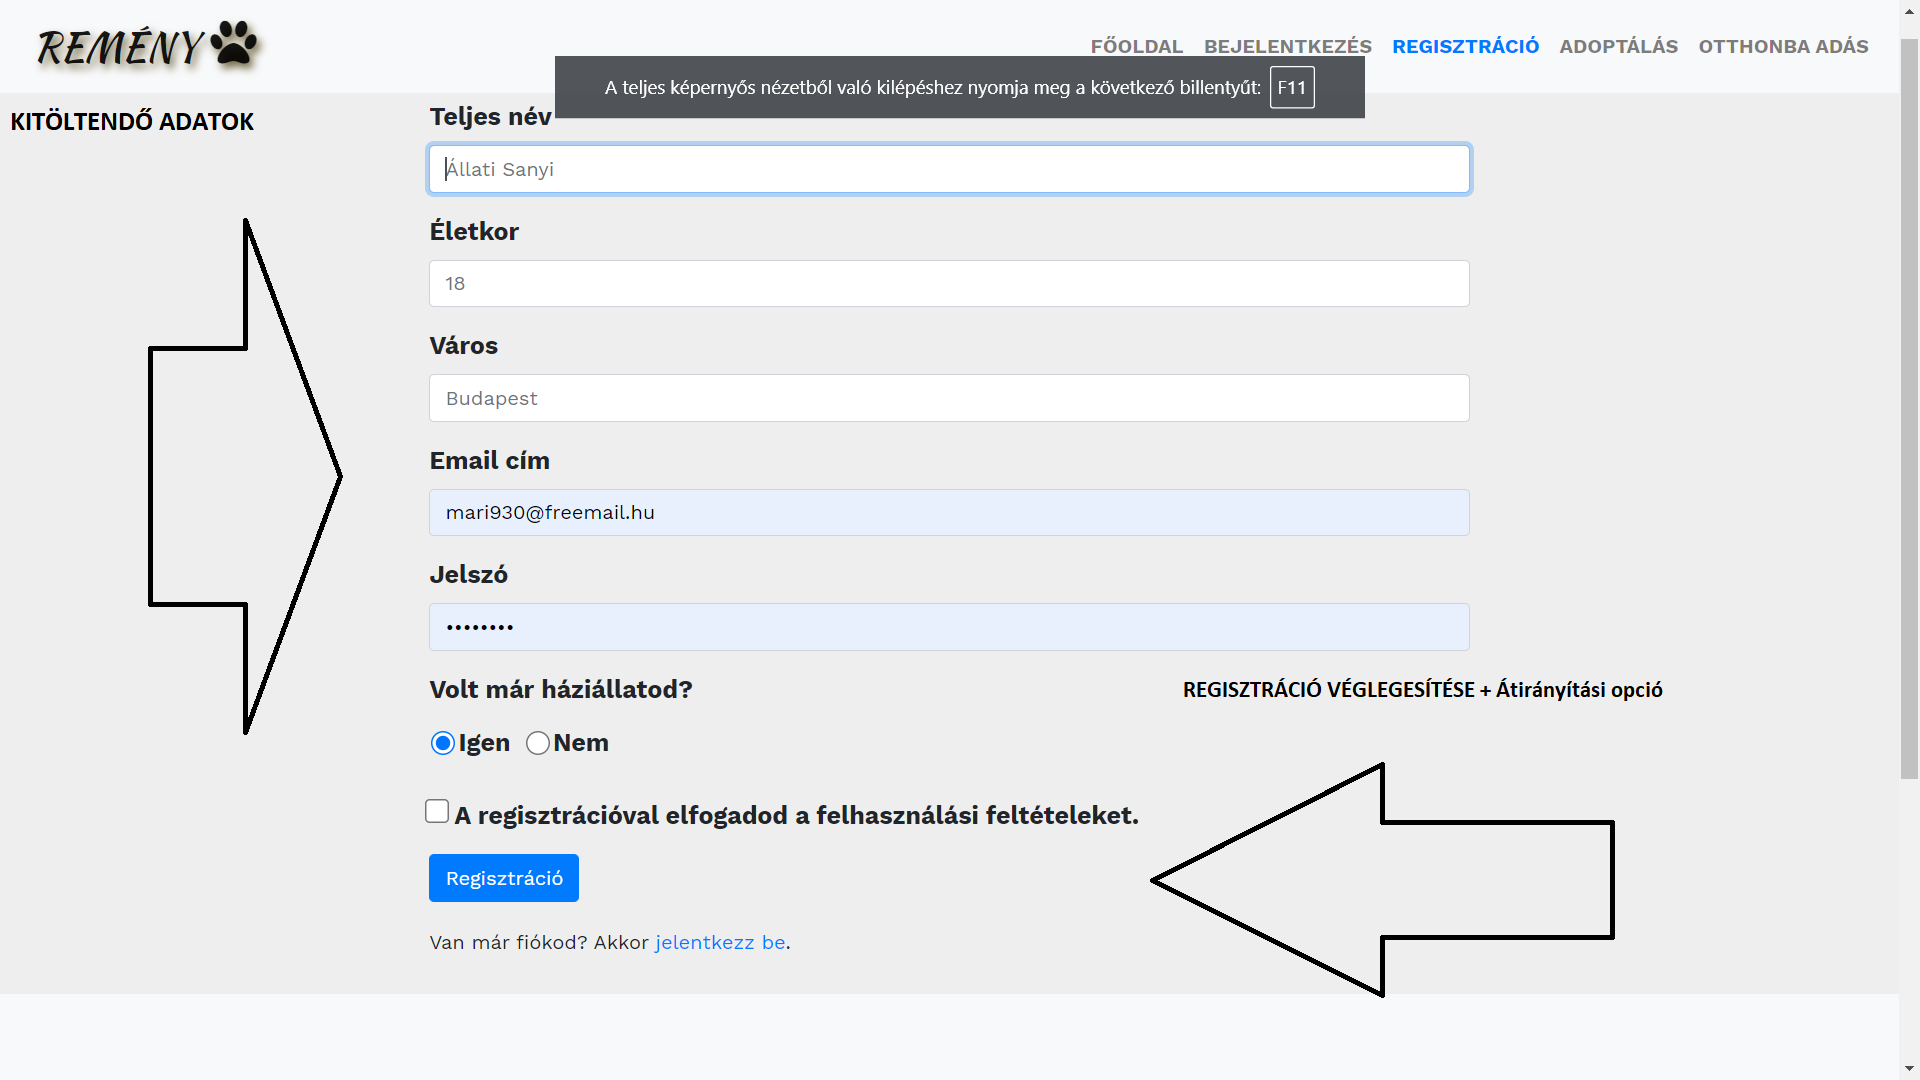 REMÉNY
FŐOLDAL BEJELENTKEZÉS REGISZTRÁCIÓ ADOPTÁLÁS OTTHONBA ADÁS
A teljes képernyős nézetből való kilépéshez nyomja meg a következő billentyűt: F11
KITÖLTENDŐ ADATOK
Teljes név
Állati Sanyi
Életkor
18
Város
Budapest
Email cím
mari930@freemail.hu
Jelszó
••••••••
Volt már háziállatod?
REGISZTRÁCIÓ VÉGLEGESÍTÉSE + Átirányítási opció
Igen Nem
A regisztrációval elfogadod a felhasználási feltételeket.
Regisztráció
Van már fiókod? Akkor jelentkezz be.